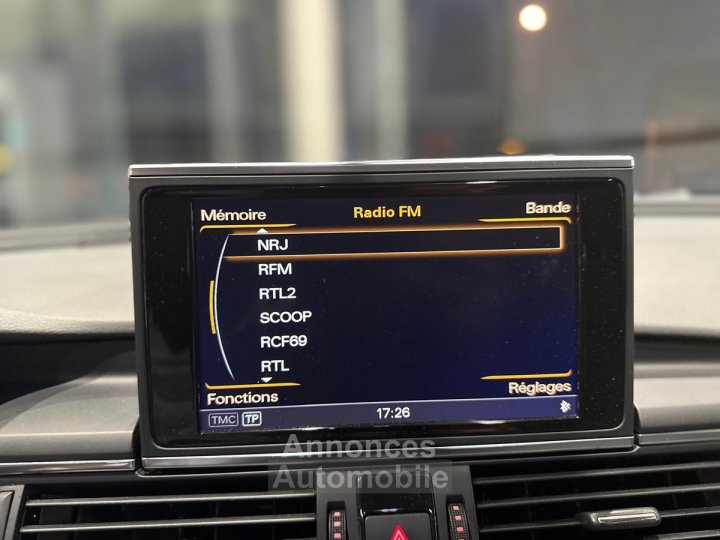 Mémoire Radio FM Bande
NRJ
RFM
RTL2
SCOOP
RCF69
RTL
Fonctions Réglages
TMC TP 17:26
Annonces
Automobile